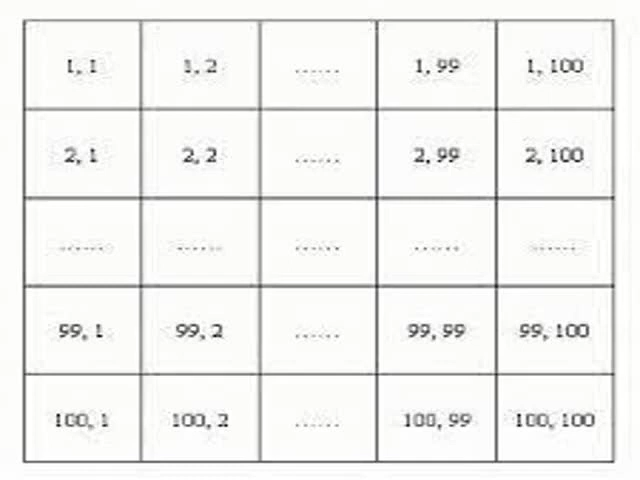 1, 1 1, 2 ...... 1, 99 1, 100
2, 1 2, 2 ...... 2, 99 2, 100
...... ...... ...... ...... ......
99, 1 99, 2 ...... 99, 99 99, 100
100, 1 100, 2 ...... 100, 99 100, 100